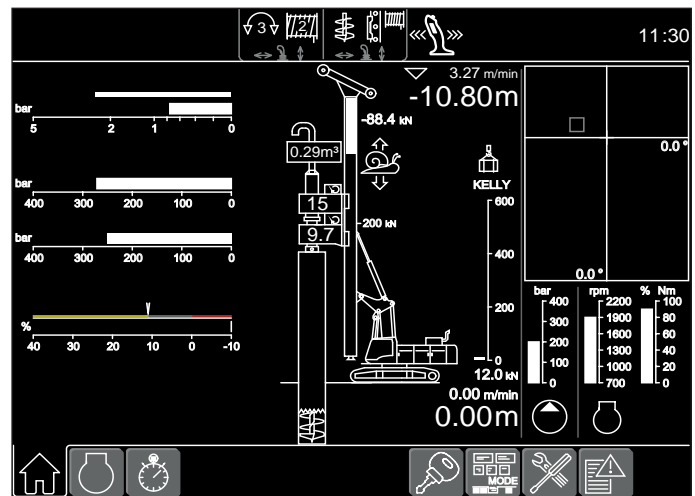 3
2
11:30
3.27 m/min
-10.80m
bar
5 2 1 0
-88.4 kN
0.29m³
0.0 °
KELLY
600
bar
400 300 200 100 0
15
200 kN
9.7
bar
400 300 200 100 0
400
200
0
0.0 °
bar
400
300
200
100
0
rpm
2200
1900
1600
1300
1000
700
% Nm
100
80
60
40
20
0
%
40 30 20 10 0 -10
12.0 kN
0.00 m/min
0.00m
MODE